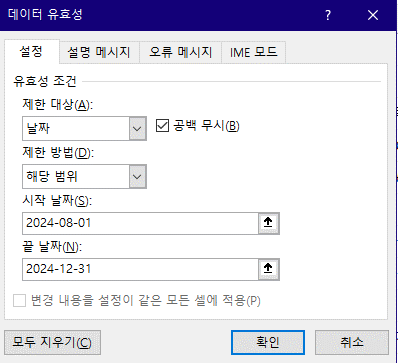 데이터 유효성
설정 설명 메시지 오류 메시지 IME 모드
유효성 조건
제한 대상(A):
날짜 공백 무시(B)
제한 방법(D):
해당 범위
시작 날짜(S):
2024-08-01
끝 날짜(N):
2024-12-31
변경 내용을 설정이 같은 모든 셀에 적용(P)
모두 지우기(C) 확인 취소